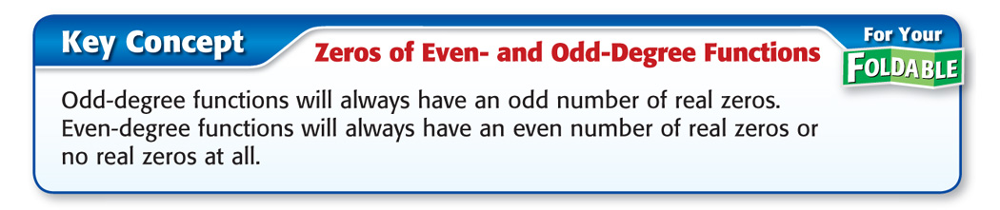 Key Concept
Zeros of Even- and Odd-Degree Functions
For Your
FOLDABLE
Odd-degree functions will always have an odd number of real zeros.
Even-degree functions will always have an even number of real zeros or
no real zeros at all.